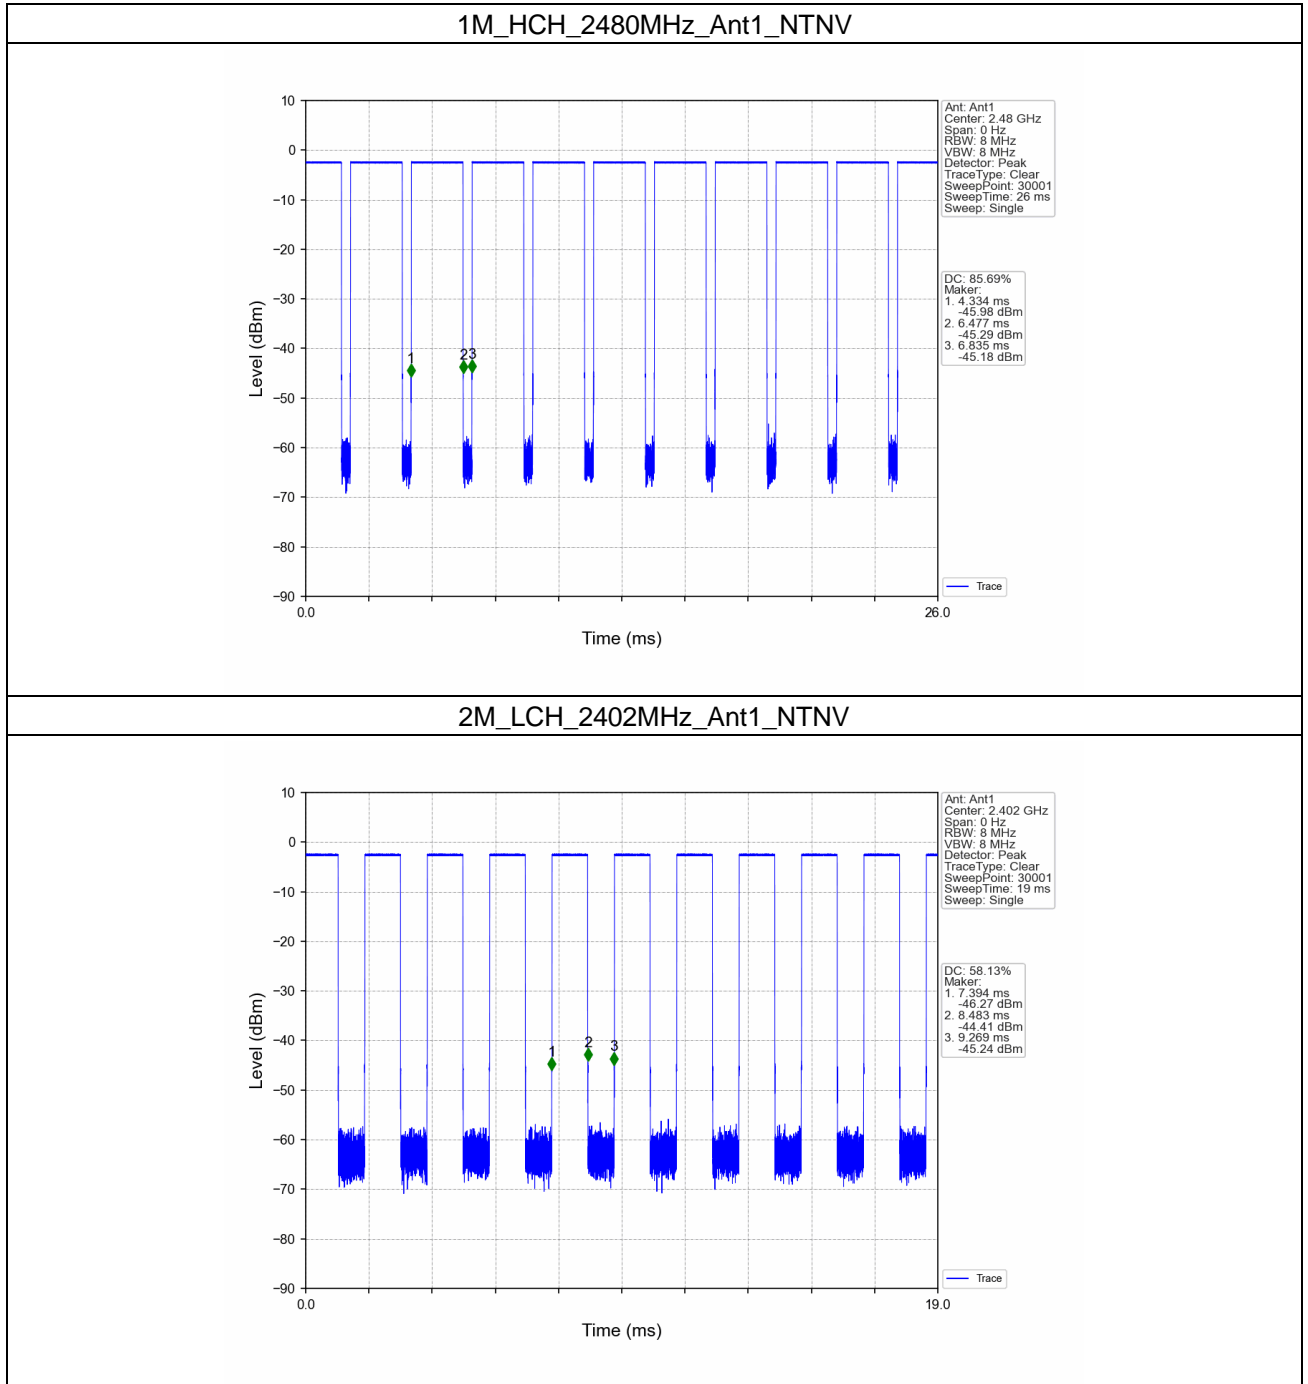 1M_HCH_2480MHz_Ant1_NTNV
10
0
−10
−20
−30
−40
−50
−60
−70
−80
−90
Level (dBm)
1
23
0.0
26.0
Time (ms)
Ant: Ant1
Center: 2.48 GHz
Span: 0 Hz
RBW: 8 MHz
VBW: 8 MHz
Detector: Peak
TraceType: Clear
SweepPoint: 30001
SweepTime: 26 ms
Sweep: Single
DC: 85.69%
Maker:
1. 4.334 ms
-45.98 dBm
2. 6.477 ms
-45.29 dBm
3. 6.835 ms
-45.18 dBm
Trace
2M_LCH_2402MHz_Ant1_NTNV
10
0
−10
−20
−30
−40
−50
−60
−70
−80
−90
Level (dBm)
1
2
3
0.0
19.0
Time (ms)
Ant: Ant1
Center: 2.402 GHz
Span: 0 Hz
RBW: 8 MHz
VBW: 8 MHz
Detector: Peak
TraceType: Clear
SweepPoint: 30001
SweepTime: 19 ms
Sweep: Single
DC: 58.13%
Maker:
1. 7.394 ms
-46.27 dBm
2. 8.483 ms
-44.41 dBm
3. 9.269 ms
-45.24 dBm
Trace